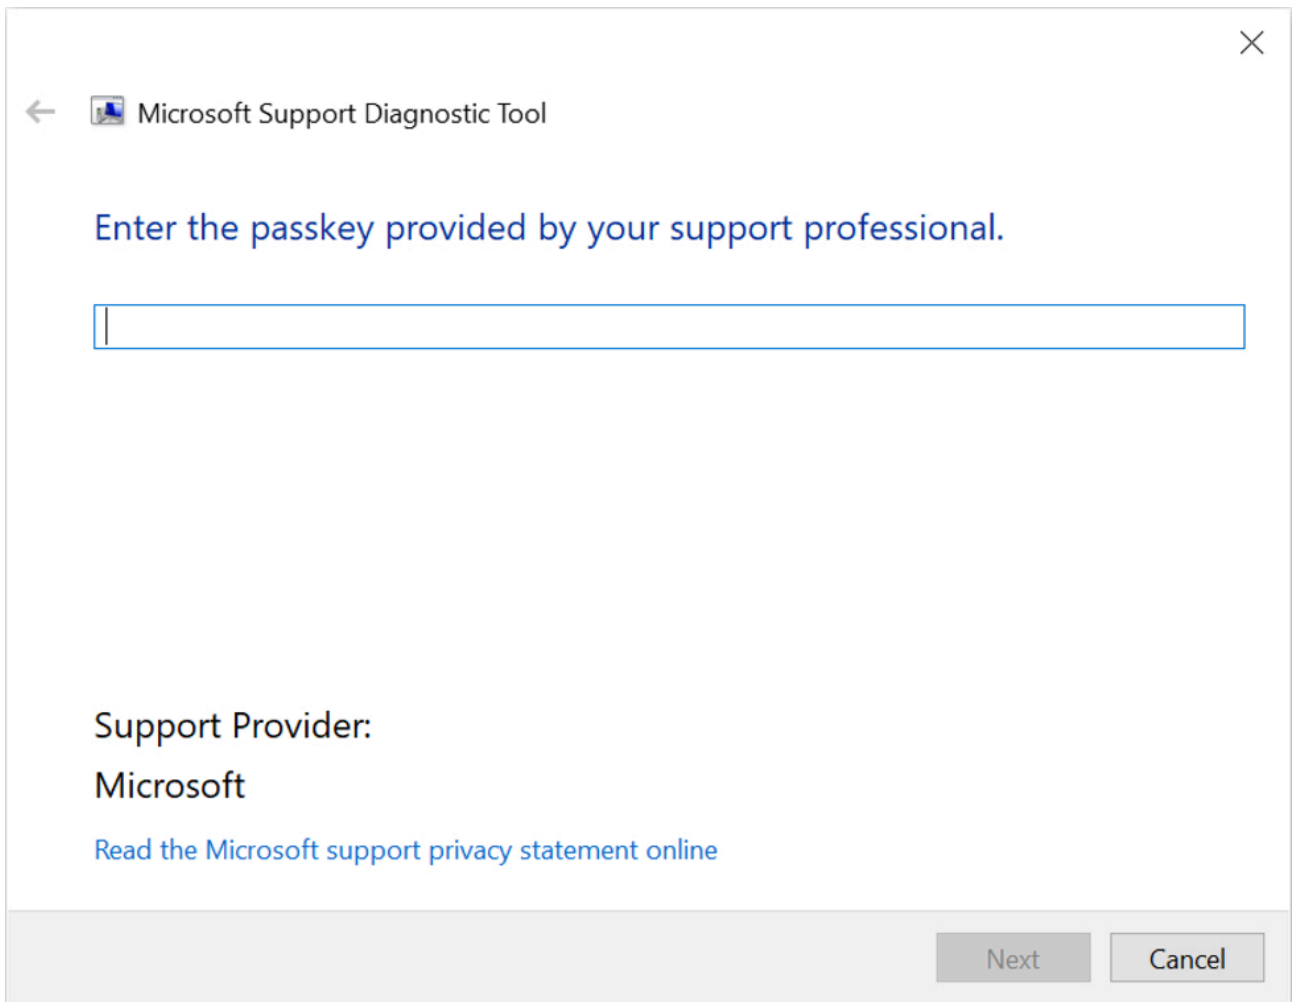 Microsoft Support Diagnostic Tool
Enter the passkey provided by your support professional.
Support Provider:
Microsoft
Read the Microsoft support privacy statement online
Next Cancel